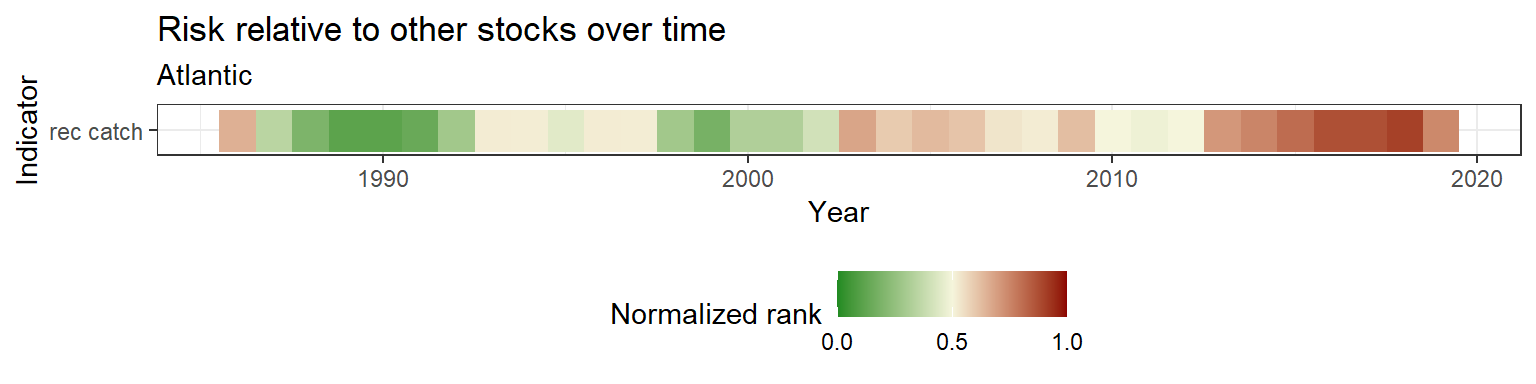 Risk relative to other stocks over time
Atlantic
Indicator
rec catch
1990 2000 2010 2020
Year
Normalized rank
0.0 0.5 1.0